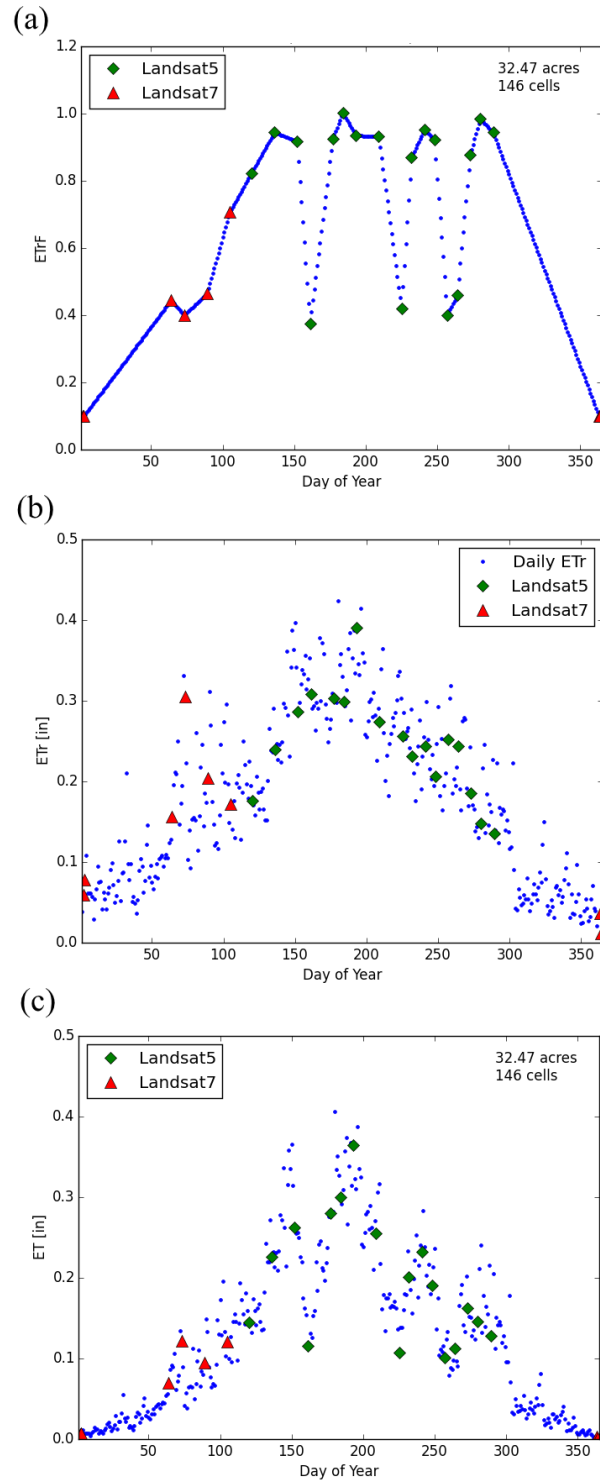 (a)
1.2
1.0
0.8
0.6
0.4
0.2
0.0
ETrF
Landsat5
Landsat7
32.47 acres
146 cells
50 100 150 200 250 300 350
Day of Year
(b)
0.5
0.4
0.3
0.2
0.1
0.0
ETr [in]
Daily ETr
Landsat5
Landsat7
50 100 150 200 250 300 350
Day of Year
(c)
0.5
0.4
0.3
0.2
0.1
0.0
ET [in]
Landsat5
Landsat7
32.47 acres
146 cells
50 100 150 200 250 300 350
Day of Year